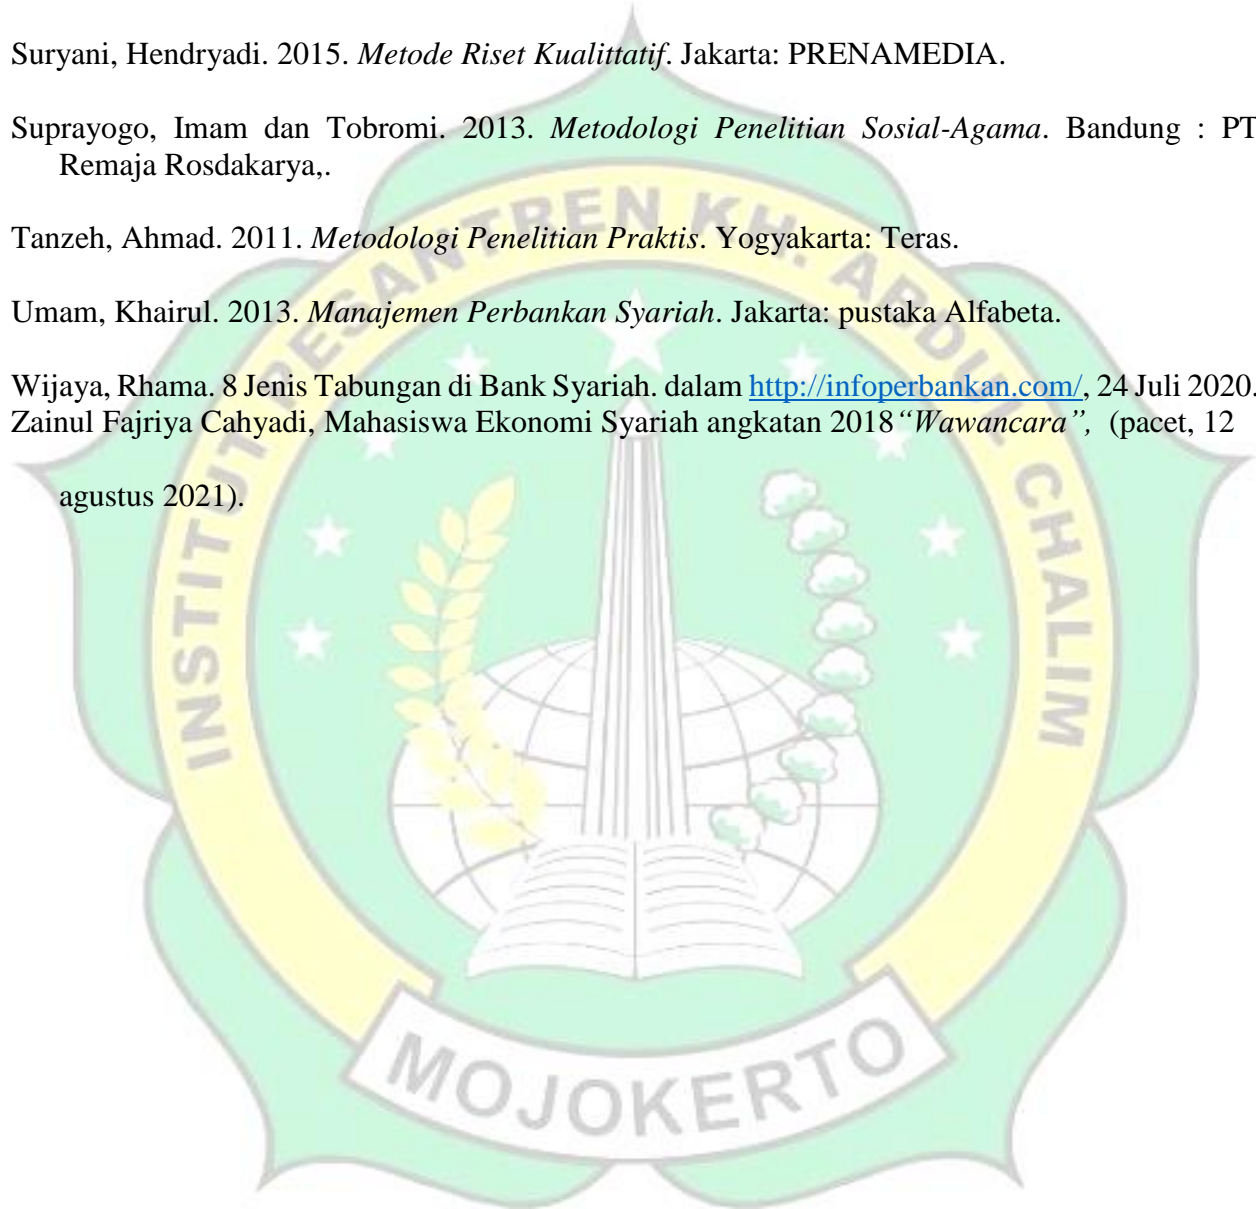 Suryani, Hendryadi. 2015. Metode Riset Kualittatif. Jakarta: PRENAMEDIA.
Suprayogo, Imam dan Tobromi. 2013. Metodologi Penelitian Sosial-Agama. Bandung : PT
Remaja Rosdakarya,.
Tanzeh, Ahmad. 2011. Metodologi Penelitian Praktis. Yogyakarta: Teras.
Umam, Khairul. 2013. Manajemen Perbankan Syariah. Jakarta: pustaka Alfabeta.
Wijaya, Rhama. 8 Jenis Tabungan di Bank Syariah. dalam http://infoperbankan.com/, 24 Juli 2020.
Zainul Fajriya Cahyadi, Mahasiswa Ekonomi Syariah angkatan 2018“Wawancara”, (pacet, 12
agustus 2021).
INSTITUT PESANTREN KH. ABDUL CHALIM
MOJOKERTO